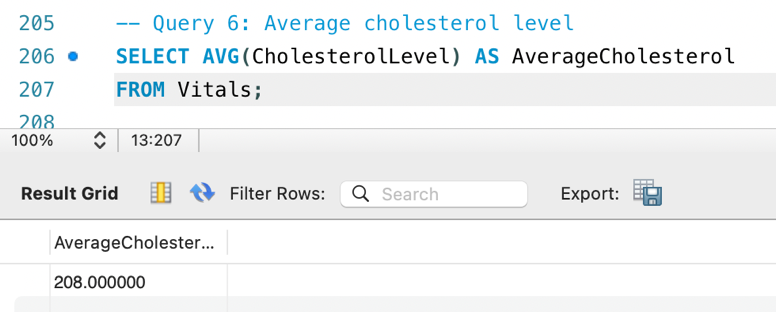 205 -- Query 6: Average cholesterol level
206 SELECT AVG(CholesterolLevel) AS AverageCholesterol
207 FROM Vitals;
208
100% 13:207
Result Grid Filter Rows: Search Export:
AverageCholester...
208.000000